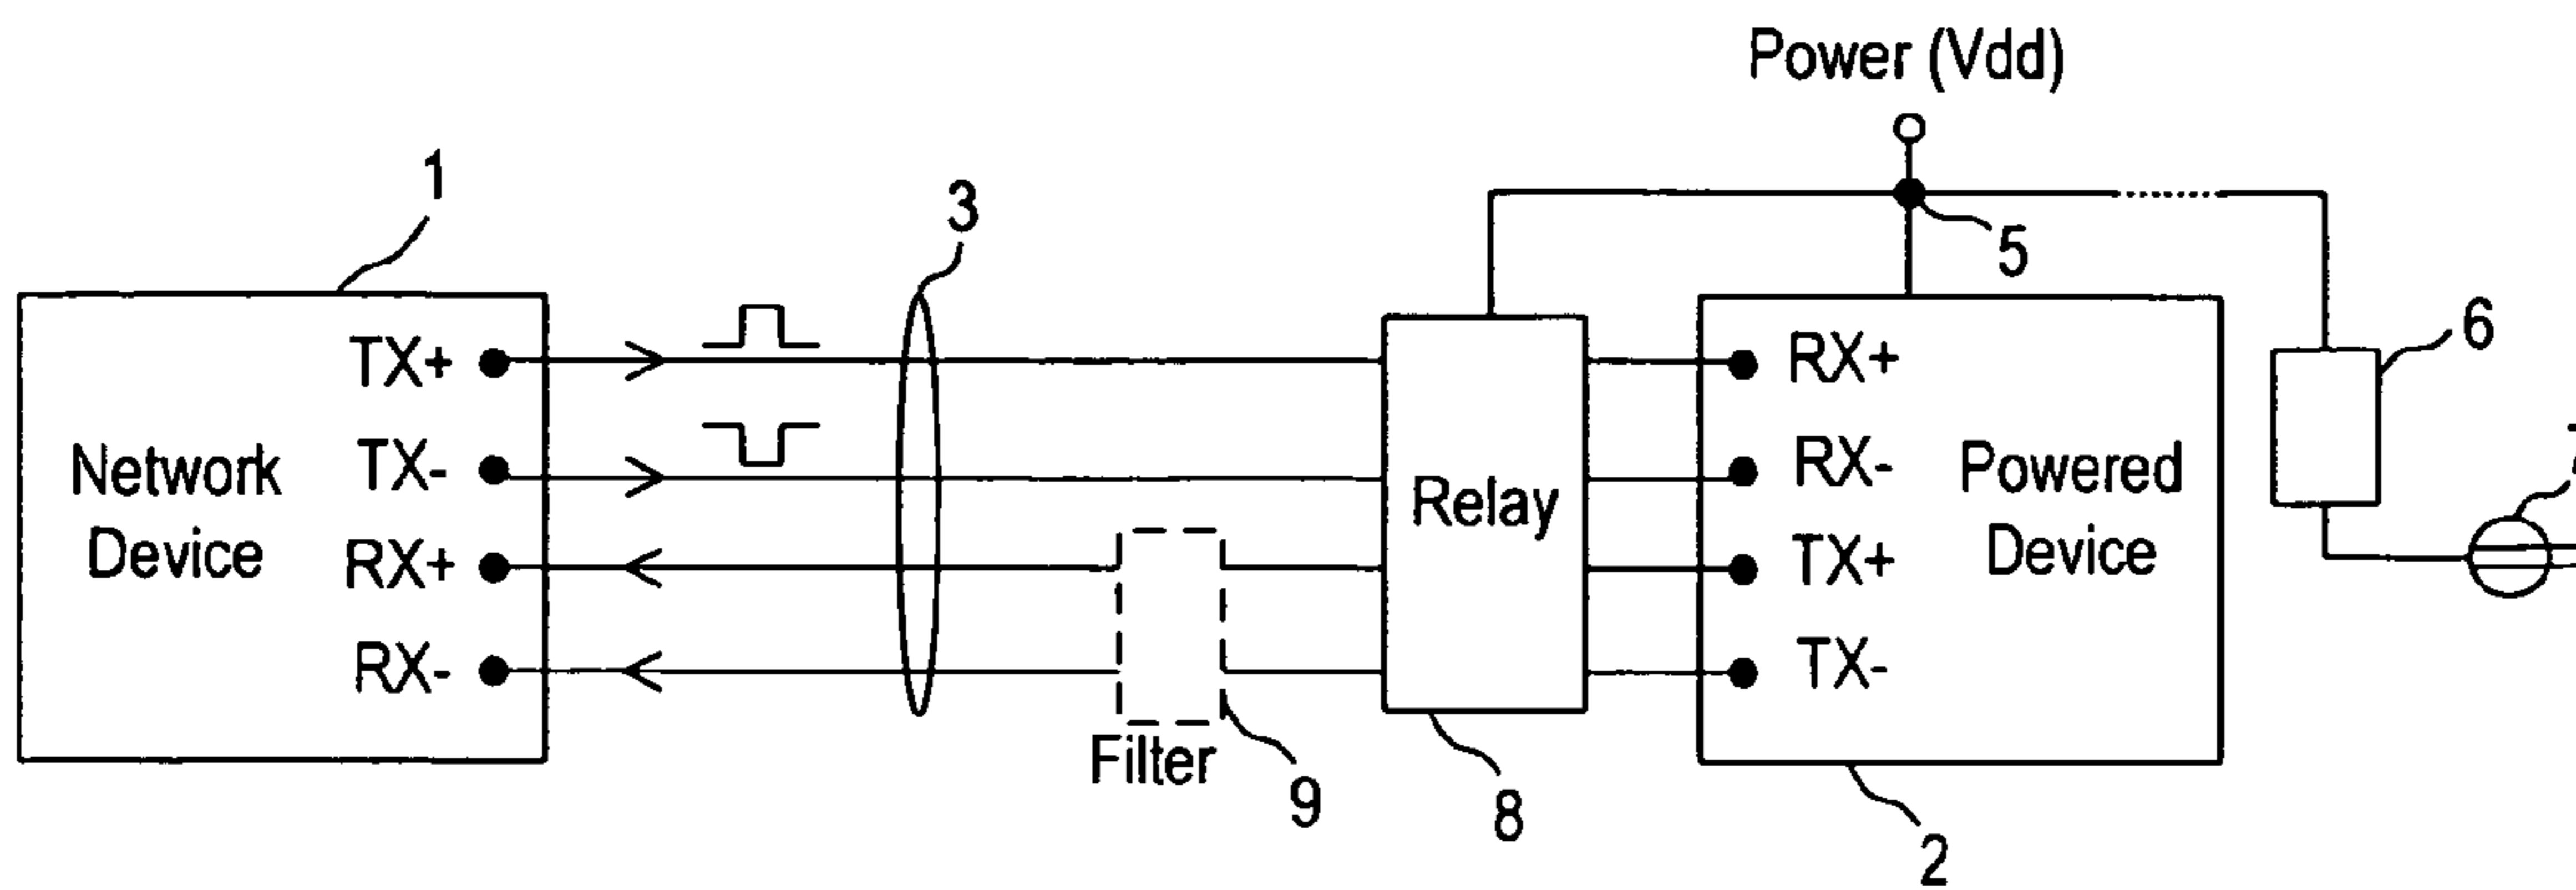 Power (Vdd)
1
3
5
6
TX+
TX-
RX+
RX-
Network
Device
Relay
RX+
RX-
TX+
TX-
Powered
Device
Filter
9
8
2